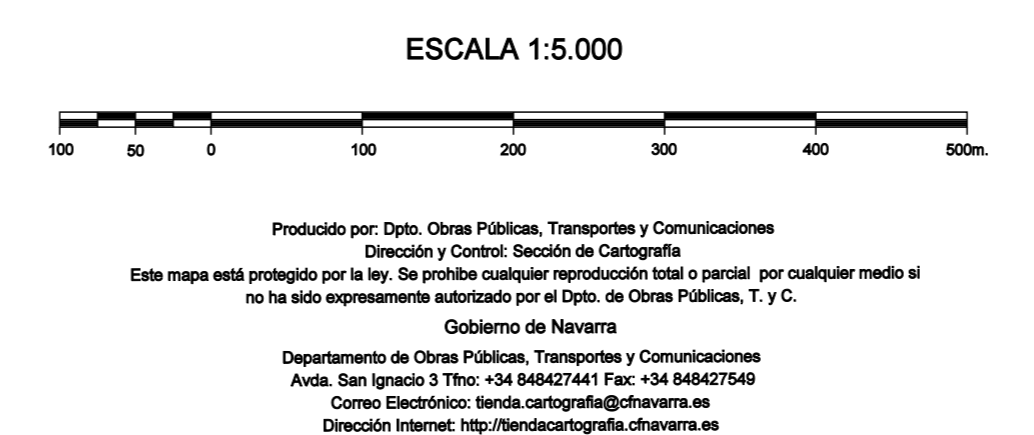 ESCALA 1:5.000
100 50 0 100 200 300 400 500m.
Producido por: Dpto. Obras Públicas, Transportes y Comunicaciones
Dirección y Control: Sección de Cartografía
Este mapa está protegido por la ley. Se prohibe cualquier reproducción total o parcial por cualquier medio si
no ha sido expresamente autorizado por el Dpto. de Obras Públicas, T. y C.
Gobierno de Navarra
Departamento de Obras Públicas, Transportes y Comunicaciones
Avda. San Ignacio 3 Tfno: +34 848427441 Fax: +34 848427549
Correo Electrónico: tienda.cartografia@cfnavarra.es
Dirección Internet: http://tiendacartografia.cfnavarra.es